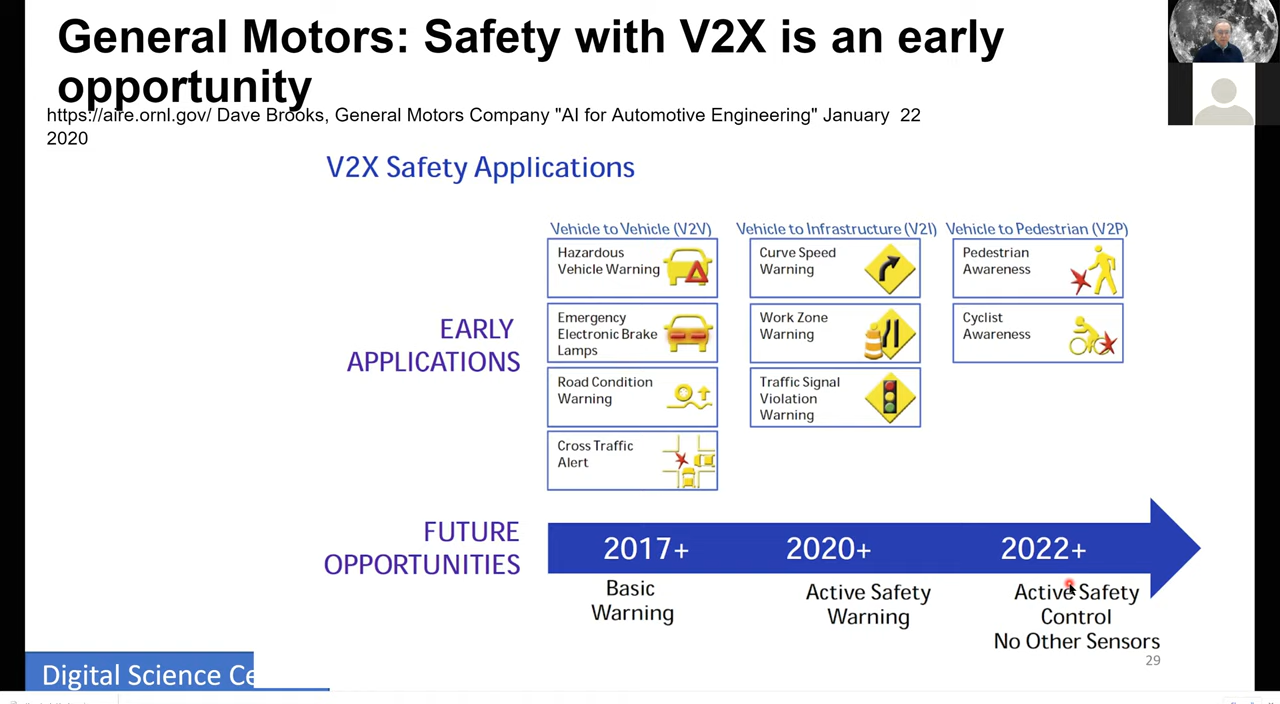 General Motors: Safety with V2X is an early
opportunity
https://aire.ornl.gov/ Dave Brooks, General Motors Company "AI for Automotive Engineering" January 22
2020
V2X Safety Applications
Vehicle to Vehicle (V2V)
Vehicle to Infrastructure (V2I)
Vehicle to Pedestrian (V2P)
EARLY
APPLICATIONS
Hazardous
Vehicle Warning
Emergency
Electronic Brake
Lamps
Road Condition
Warning
Cross Traffic
Alert
Curve Speed
Warning
Work Zone
Warning
Traffic Signal
Violation
Warning
Pedestrian
Awareness
Cyclist
Awareness
FUTURE
OPPORTUNITIES
2017+
Basic
Warning
2020+
Active Safety
Warning
2022+
Active Safety
Control
No Other Sensors
29
Digital Science Ce